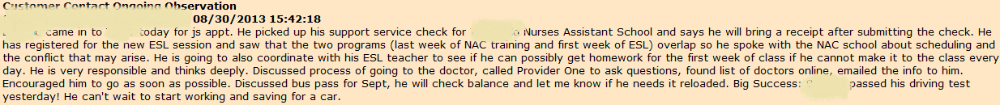 Customer Contact Ongoing Observation
08/30/2013 15:42:18
came in to today for js appt. He picked up his support service check for Nurses Assistant School and says he will bring a receipt after submitting the check. He
has registered for the new ESL session and saw that the two programs (last week of NAC training and first week of ESL) overlap so he spoke with the NAC school about scheduling and
the conflict that may arise. He is going to also coordinate with his ESL teacher to see if he can possibly get homework for the first week of class if he cannot make it to the class every
day. He is very responsible and thinks deeply. Discussed process of going to the doctor, called Provider One to ask questions, found list of doctors online, emailed the info to him.
Encouraged him to go as soon as possible. Discussed bus pass for Sept, he will check balance and let me know if he needs it reloaded. Big Success: passed his driving test
yesterday! He can't wait to start working and saving for a car.